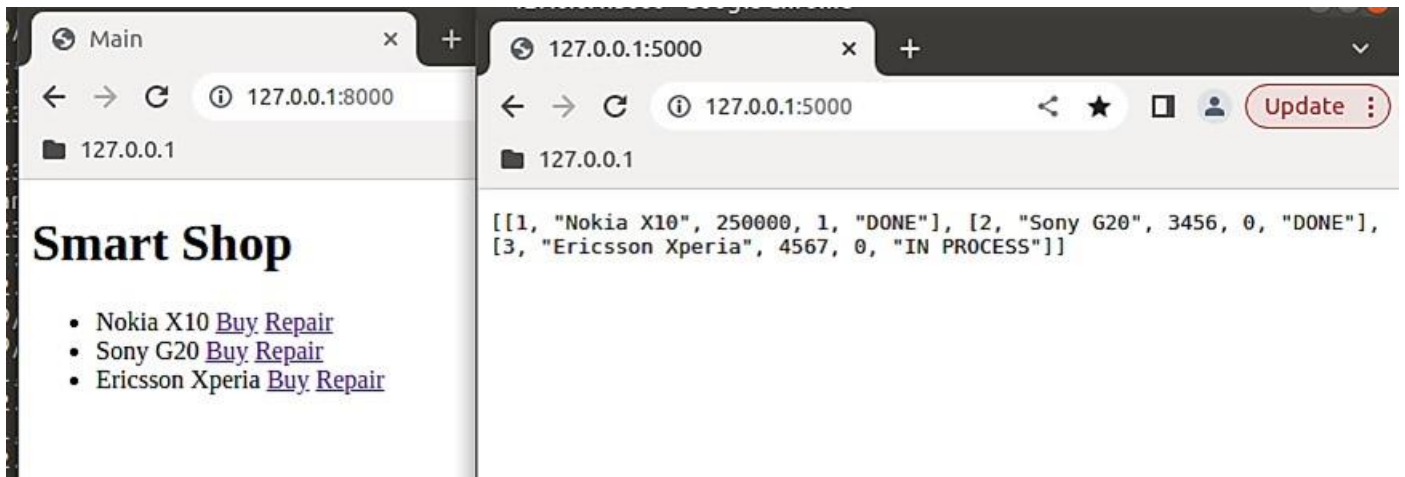 Main
127.0.0.1:8000
127.0.0.1
Smart Shop
Nokia X10 Buy Repair
Sony G20 Buy Repair
Ericsson Xperia Buy Repair
127.0.0.1:5000
127.0.0.1:5000
Update
127.0.0.1
[[1, "Nokia X10", 250000, 1, "DONE"], [2, "Sony G20", 3456, 0, "DONE"],
[3, "Ericsson Xperia", 4567, 0, "IN PROCESS"]]